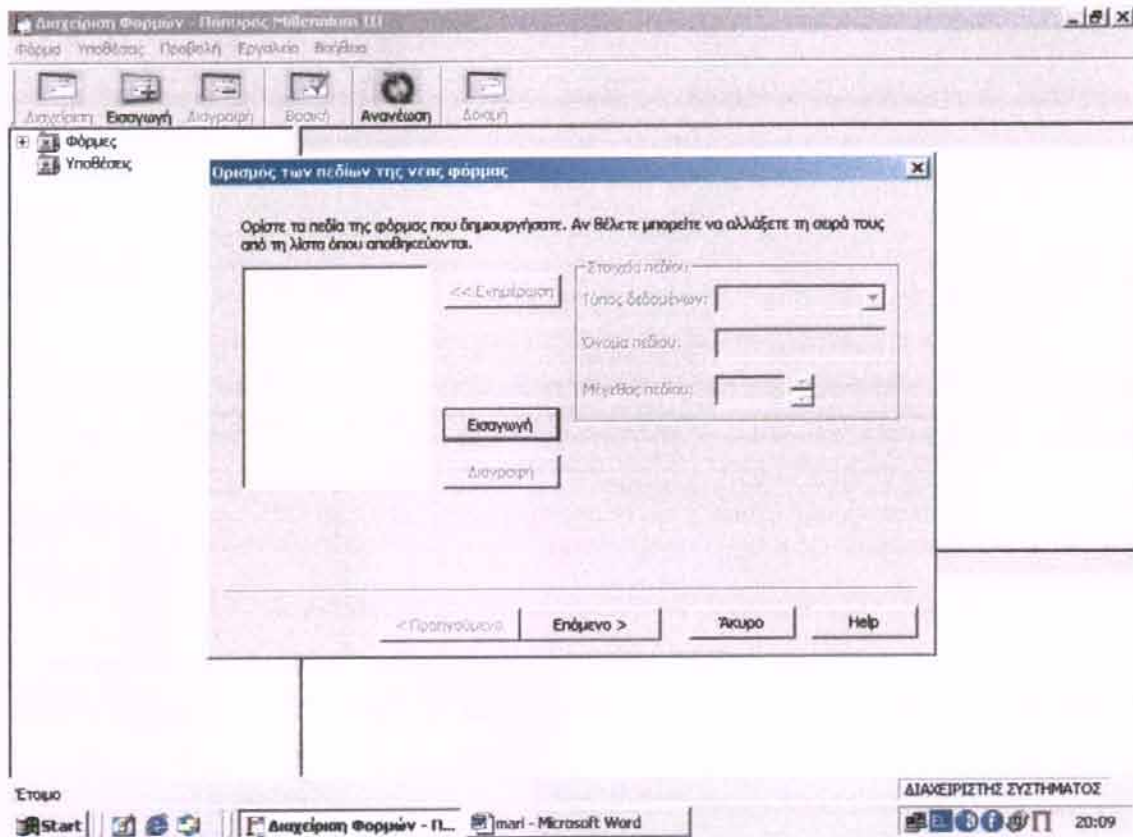 Διαχείριση Φορμών - Πάπυρος Millennium III
Φόρμα Υποθέσεις Προβολή Εργαλεία Βοήθεια
Διαχείριση Εισαγωγή Διαγραφή Βασική Ανανέωση Δοκιμή
Φόρμες
Υποθέσεις
Ορισμός των πεδίων της νέας φόρμας
Ορίστε τα πεδία της φόρμας που δημιουργήσατε. Αν θέλετε μπορείτε να αλλάξετε τη σειρά τους
από τη λίστα όπου αποθηκεύονται.
Στοιχεία πεδίου
<< Ενημέρωση
Τύπος δεδομένων:
Όνομα πεδίου:
Μέγεθος πεδίου:
Εισαγωγή
Διαγραφή
< Προηγούμενο Επόμενο > Άκυρο Help
Έτοιμο
ΔΙΑΧΕΙΡΙΣΤΗΣ ΣΥΣΤΗΜΑΤΟΣ
Start Διαχείριση Φορμών - Π... mari - Microsoft Word 20:09